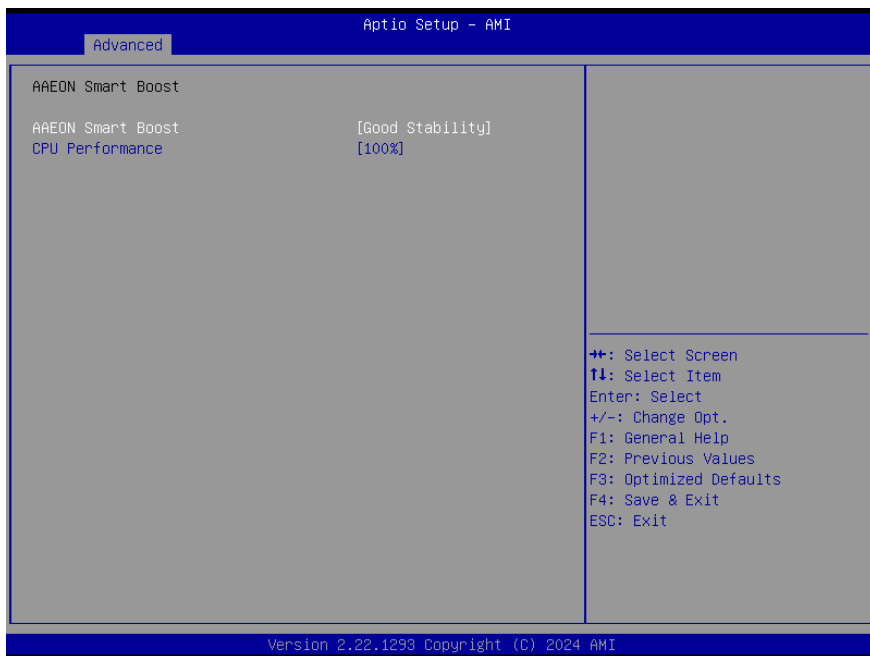 Aptio Setup – AMI
Advanced
AAEON Smart Boost
AAEON Smart Boost [Good Stability]
CPU Performance [100%]
→←: Select Screen
↑↓: Select Item
Enter: Select
+/-: Change Opt.
F1: General Help
F2: Previous Values
F3: Optimized Defaults
F4: Save & Exit
ESC: Exit
Version 2.22.1293 Copyright (C) 2024 AMI